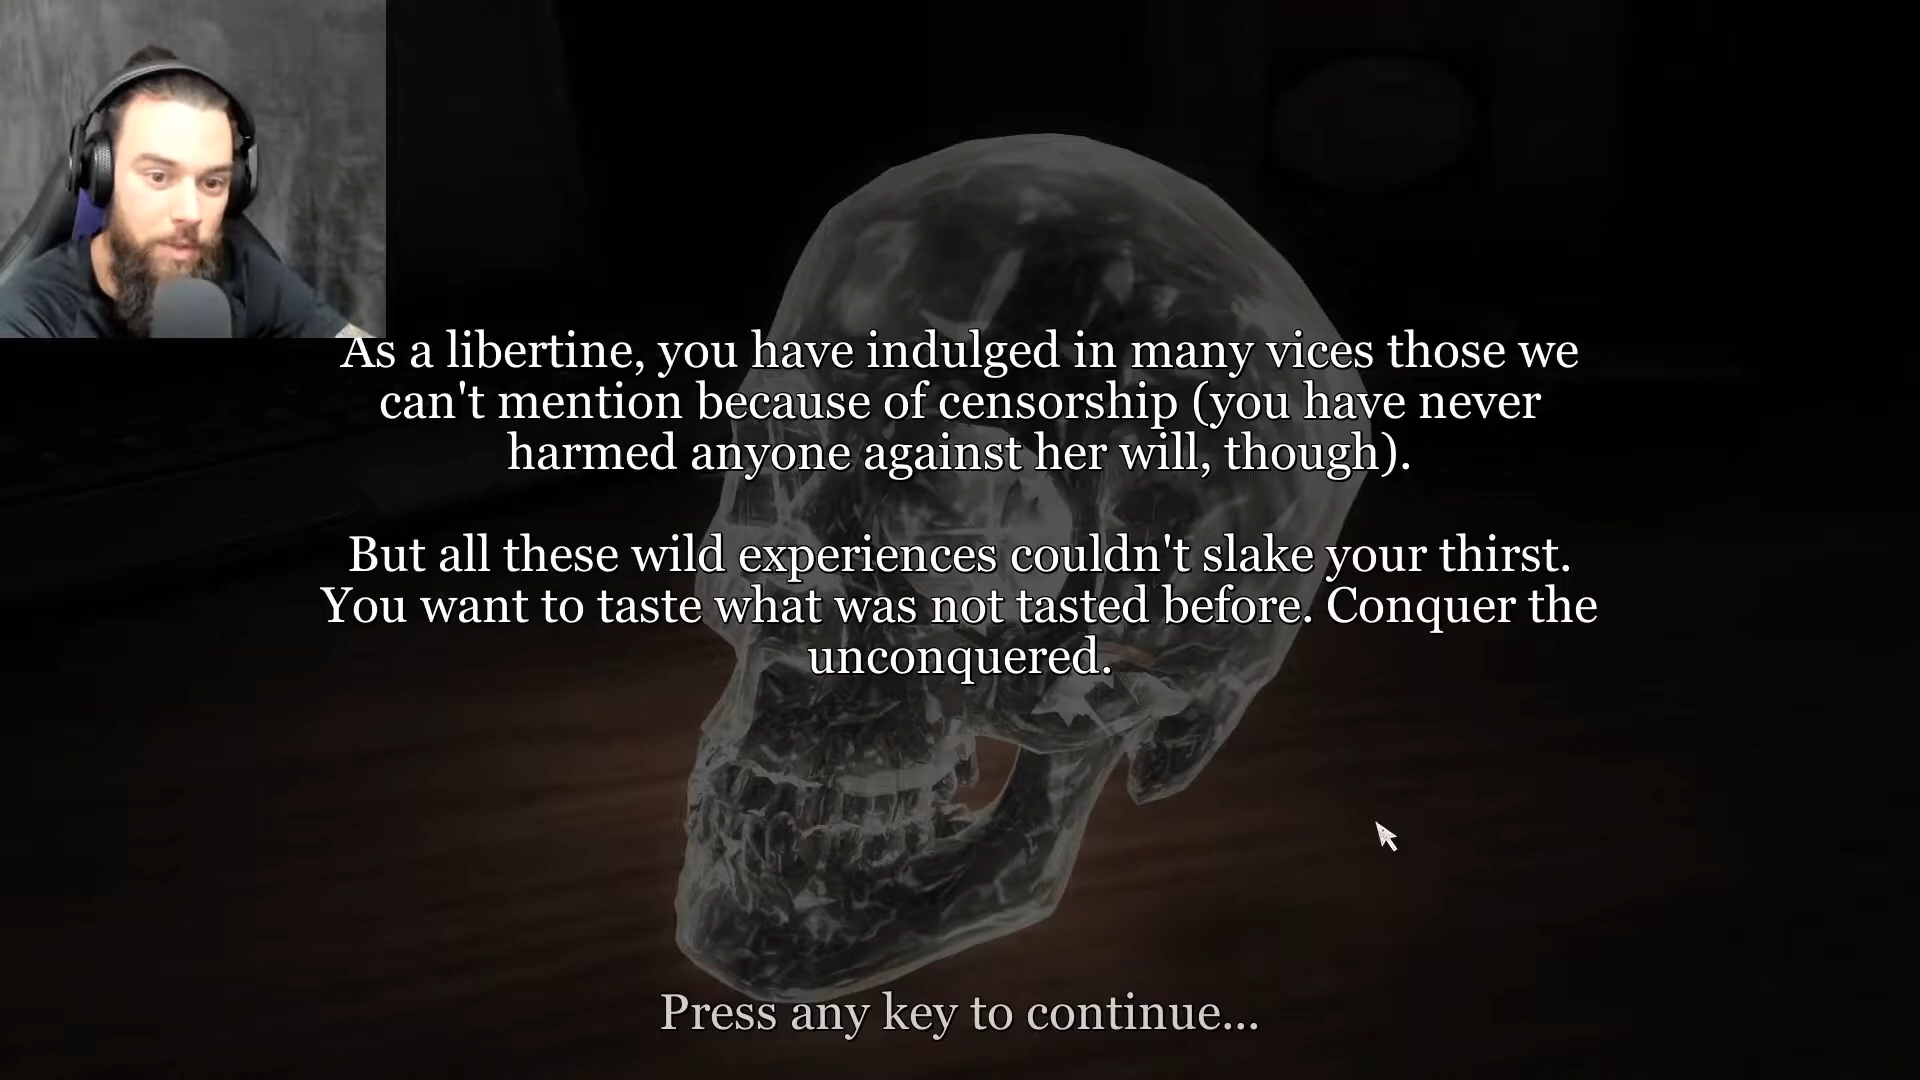 As a libertine, you have indulged in many vices those we
can't mention because of censorship (you have never
harmed anyone against her will, though).
But all these wild experiences couldn't slake your thirst.
You want to taste what was not tasted before. Conquer the
unconquered.
Press any key to continue...